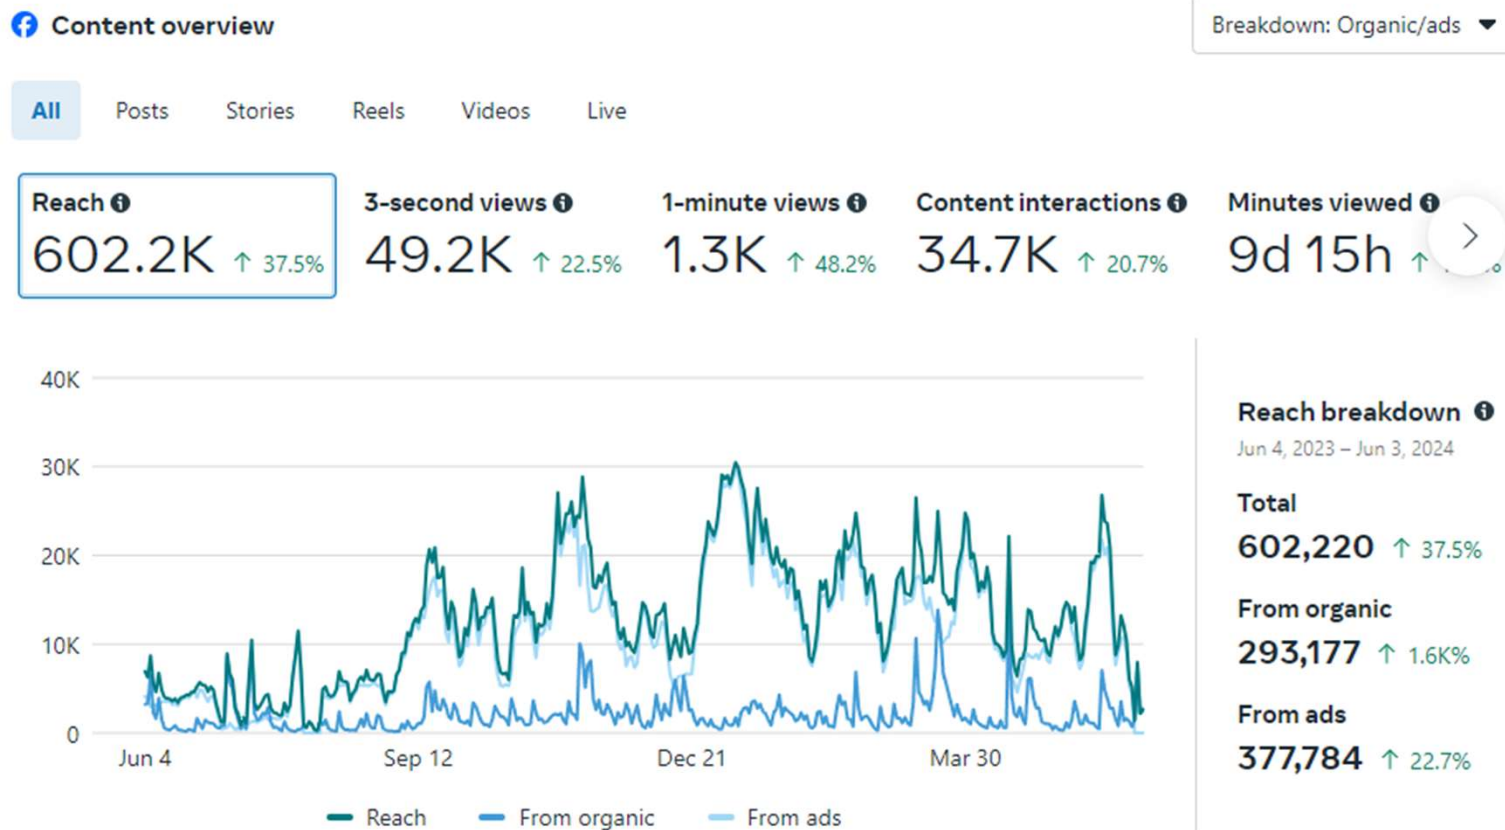 Content overview
Breakdown: Organic/ads
All Posts Stories Reels Videos Live
Reach 3-second views 1-minute views Content interactions Minutes viewed
602.2K ↑ 37.5% 49.2K ↑ 22.5% 1.3K ↑ 48.2% 34.7K ↑ 20.7% 9d 15h ↑
40K
30K
20K
10K
0
Jun 4 Sep 12 Dec 21 Mar 30
Reach From organic From ads
Reach breakdown
Jun 4, 2023 – Jun 3, 2024
Total
602,220 ↑ 37.5%
From organic
293,177 ↑ 1.6K%
From ads
377,784 ↑ 22.7%